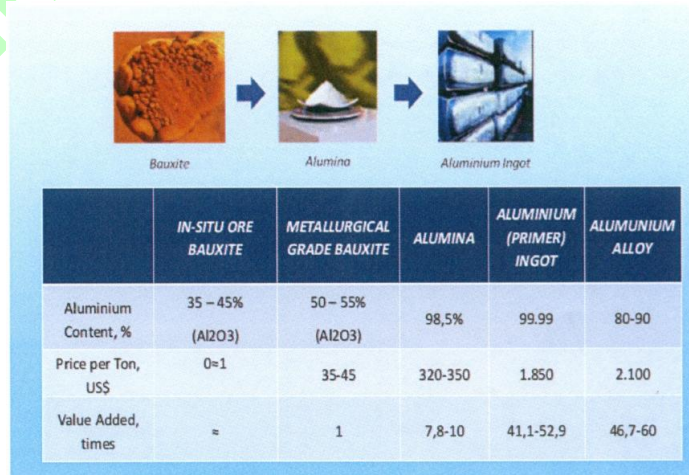 Bauxite
Alumina
Aluminium Ingot
IN-SITU ORE BAUXITE
METALLURGICAL GRADE BAUXITE
ALUMINA
ALUMINIUM (PRIMER) INGOT
ALUMUNIUM ALLOY
Aluminium Content, %
35 – 45% (Al2O3)
50 – 55% (Al2O3)
98,5%
99.99
80-90
Price per Ton, US$
0≈1
35-45
320-350
1.850
2.100
Value Added, times
≈
1
7,8-10
41,1-52,9
46,7-60